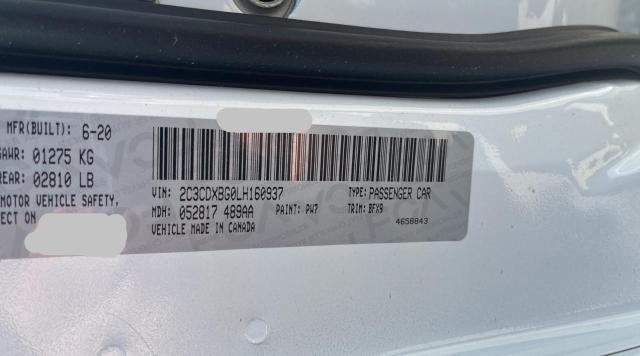 MFR(BUILT): 6-20
GAWR: 01275 KG
REAR: 02810 LB
MOTOR VEHICLE SAFETY,
ECT ON
VIN: 2C3CDXBG0LH160937 TYPE: PASSENGER CAR
MDH: 052817 489AA PAINT: PW7 TRIM: BFX9
VEHICLE MADE IN CANADA 4658843